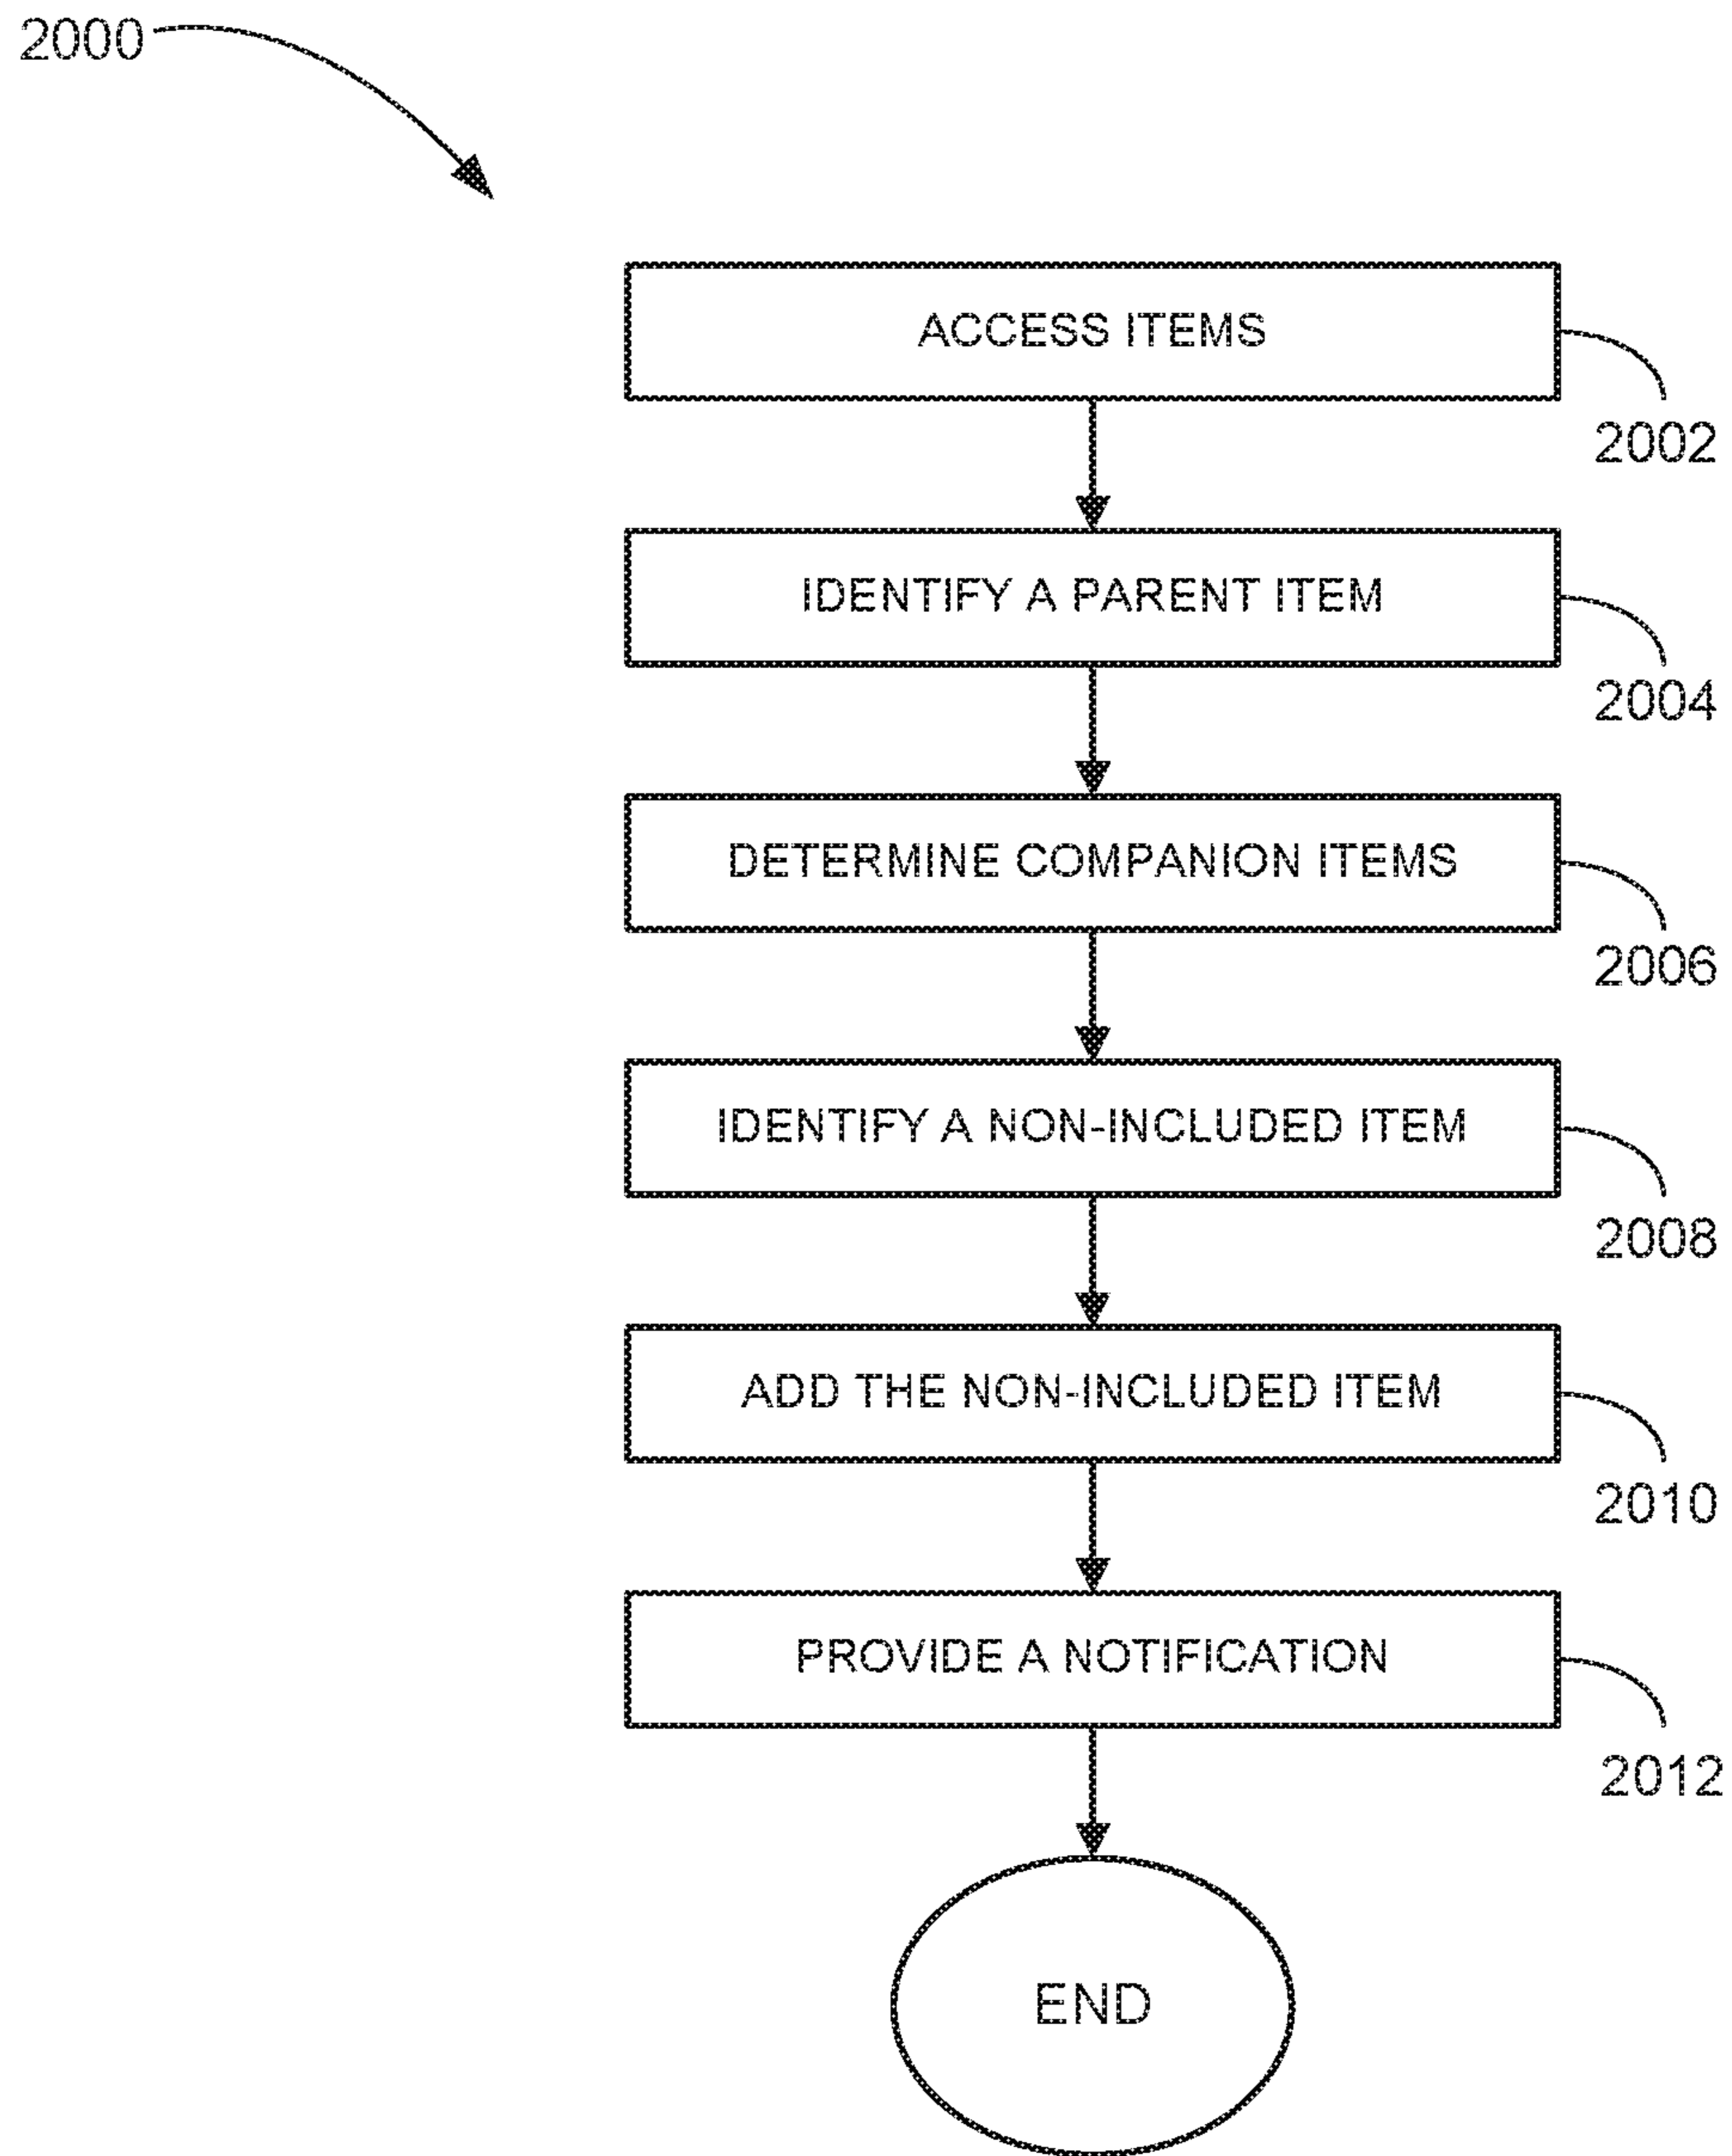 2000
ACCESS ITEMS
2002
IDENTIFY A PARENT ITEM
2004
DETERMINE COMPANION ITEMS
2006
IDENTIFY A NON-INCLUDED ITEM
2008
ADD THE NON-INCLUDED ITEM
2010
PROVIDE A NOTIFICATION
2012
END